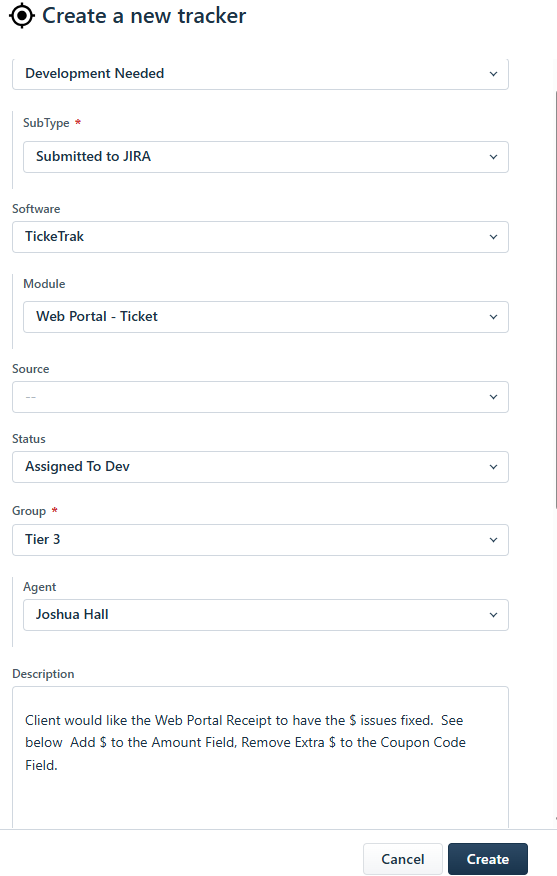 Create a new tracker
Development Needed
SubType *
Submitted to JIRA
Software
TickeTrak
Module
Web Portal - Ticket
Source
--
Status
Assigned To Dev
Group *
Tier 3
Agent
Joshua Hall
Description
Client would like the Web Portal Receipt to have the $ issues fixed.  See
below  Add $ to the Amount Field, Remove Extra $ to the Coupon Code
Field.
Cancel
Create